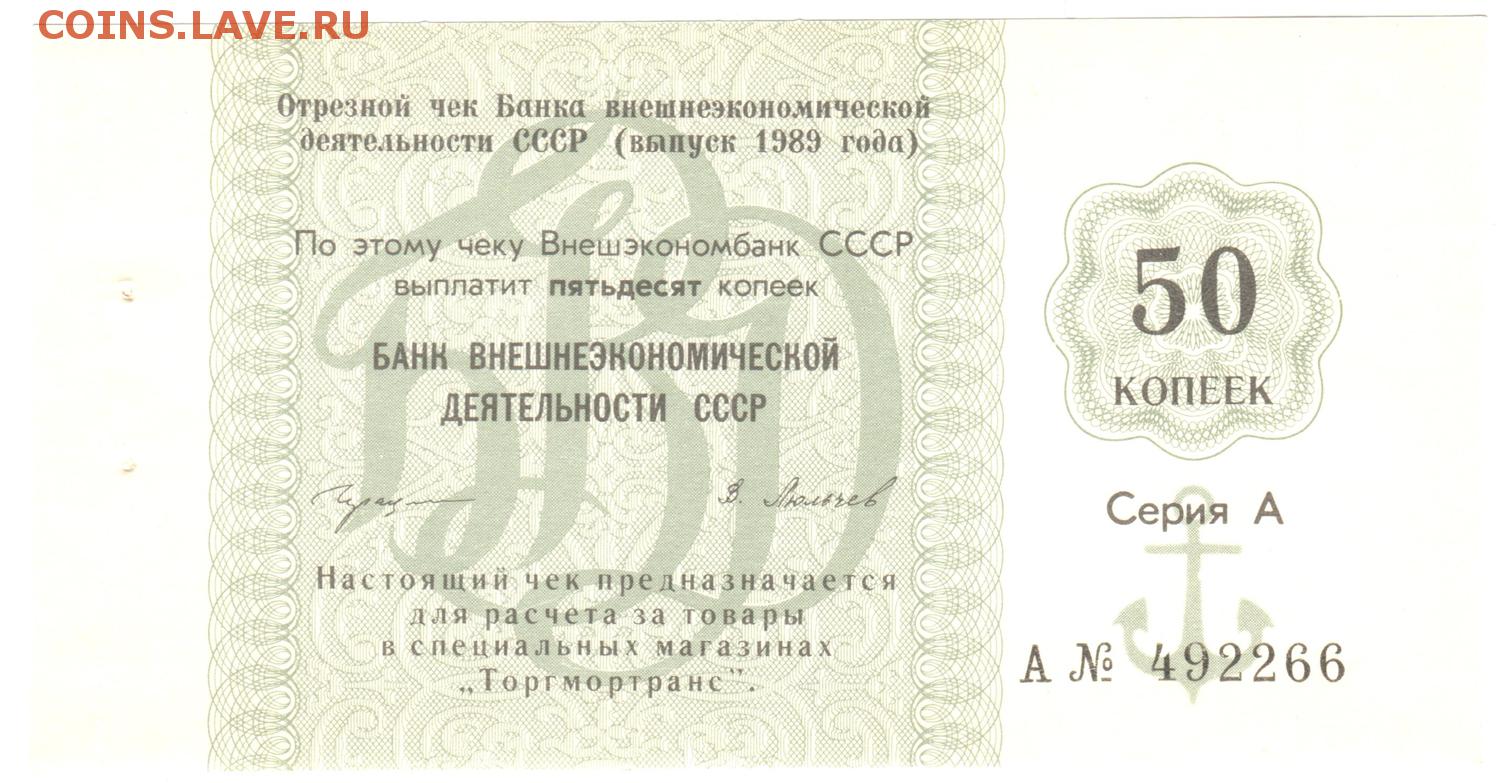 COINS.LAVE.RU
Отрезной чек Банка внешнеэкономической
деятельности СССР (выпуск 1989 года)
По этому чеку Внешэкономбанк СССР
выплатит пятьдесят копеек
БАНК ВНЕШНЕЭКОНОМИЧЕСКОЙ
ДЕЯТЕЛЬНОСТИ СССР
В. Люльчев
Настоящий чек предназначается
для расчета за товары
в специальных магазинах
„Торгмортранс".
50
КОПЕЕК
Серия А
А № 492266